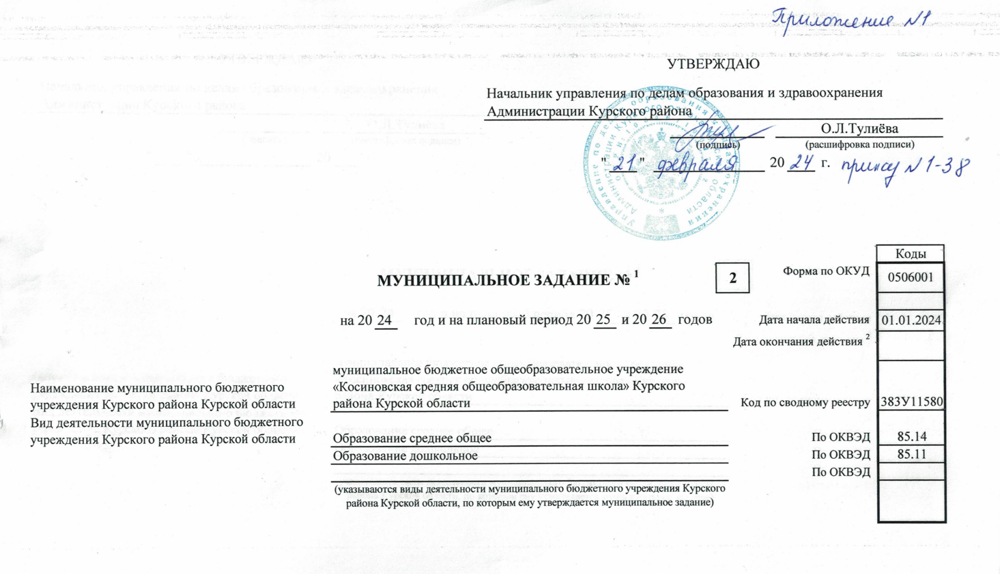 Приложение №1
УТВЕРЖДАЮ
Начальник управления по делам образования и здравоохранения
Администрации Курского района
О.Л.Тулиёва
(подпись) (расшифровка подписи)
" 21 " февраля 20 24 г. приказ №1-38
Коды
МУНИЦИПАЛЬНОЕ ЗАДАНИЕ № 1 2 Форма по ОКУД 0506001
на 20 24 год и на плановый период 20 25 и 20 26 годов Дата начала действия 01.01.2024
Дата окончания действия 2
муниципальное бюджетное общеобразовательное учреждение
Наименование муниципального бюджетного «Косиновская средняя общеобразовательная школа» Курского
учреждения Курского района Курской области района Курской области Код по сводному реестру 383У11580
Вид деятельности муниципального бюджетного
учреждения Курского района Курской области Образование среднее общее По ОКВЭД 85.14
Образование дошкольное По ОКВЭД 85.11
По ОКВЭД
(указываются виды деятельности муниципального бюджетного учреждения Курского
района Курской области, по которым ему утверждается муниципальное задание)